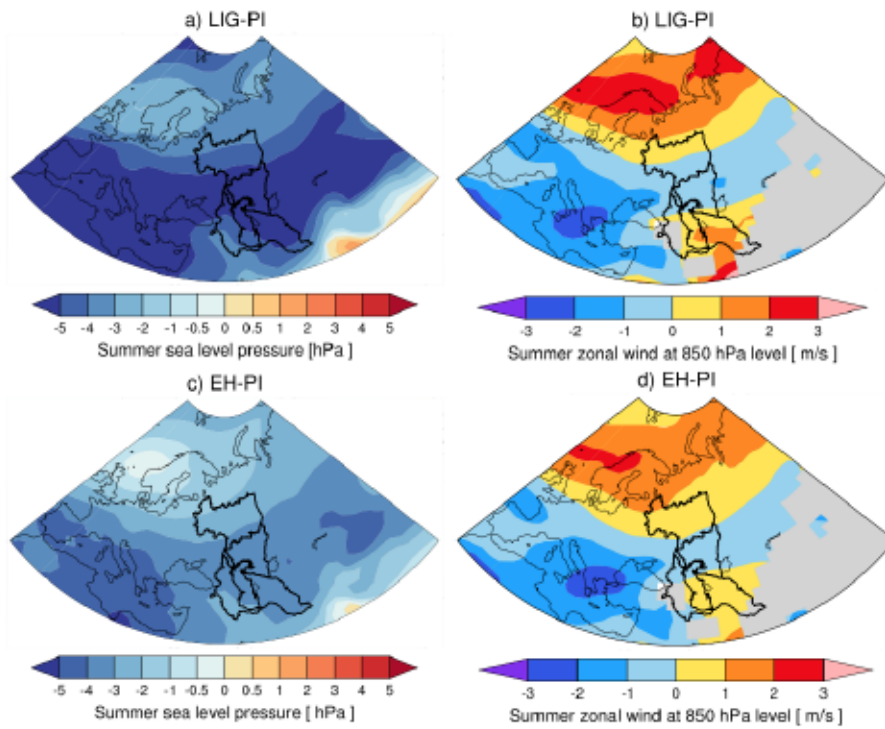 a) LIG-PI
b) LIG-PI
-5 -4 -3 -2 -1 -0.5 0 0.5 1 2 3 4 5
Summer sea level pressure [hPa ]
-3 -2 -1 0 1 2 3
Summer zonal wind at 850 hPa level [ m/s ]
c) EH-PI
d) EH-PI
-5 -4 -3 -2 -1 -0.5 0 0.5 1 2 3 4 5
Summer sea level pressure [ hPa ]
-3 -2 -1 0 1 2 3
Summer zonal wind at 850 hPa level [ m/s ]